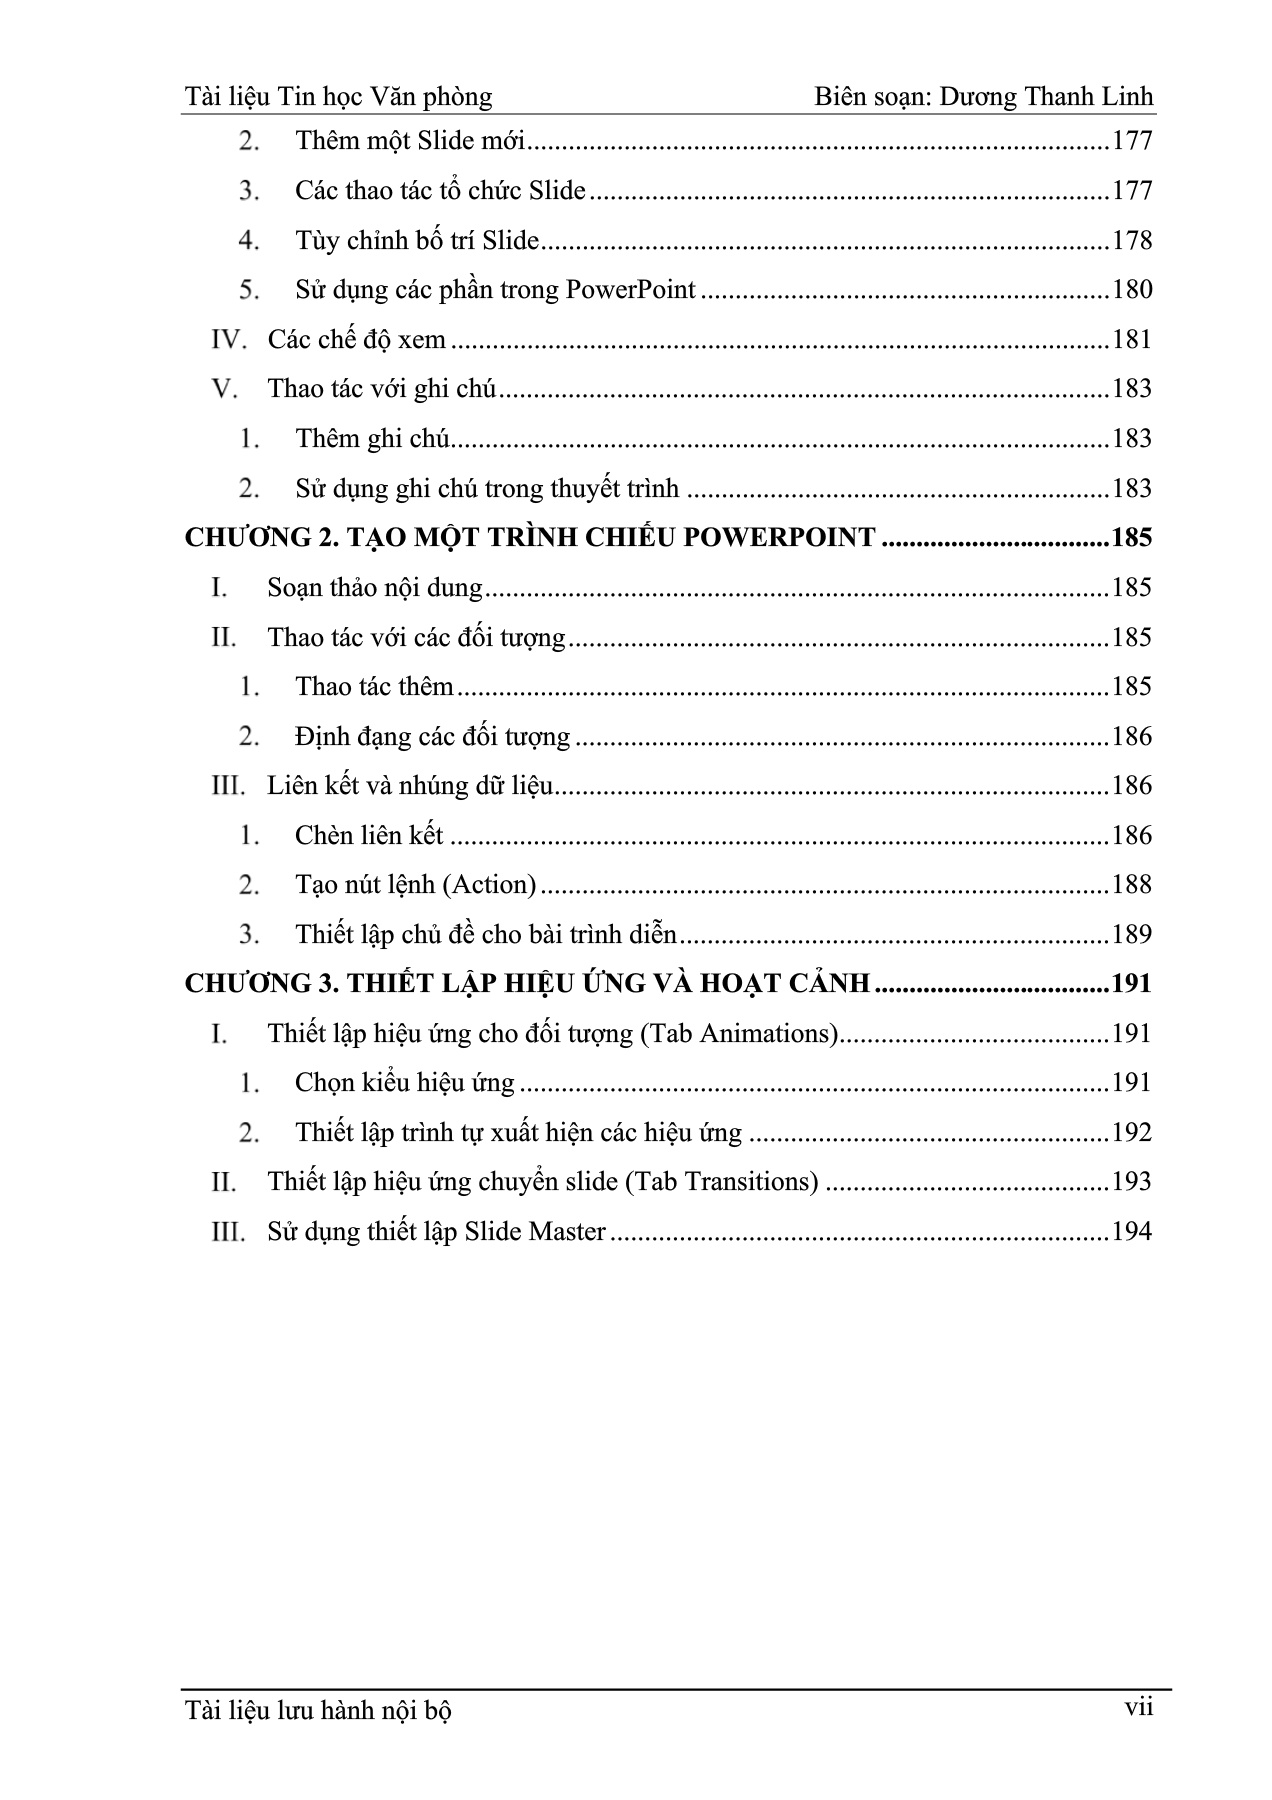 Tài liệu Tin học Văn phòng Biên soạn: Dương Thanh Linh
2. Thêm một Slide mới....................177
3. Các thao tác tổ chức Slide....................177
4. Tùy chỉnh bố trí Slide....................178
5. Sử dụng các phần trong PowerPoint....................180
IV. Các chế độ xem....................181
V. Thao tác với ghi chú....................183
1. Thêm ghi chú....................183
2. Sử dụng ghi chú trong thuyết trình....................183
CHƯƠNG 2. TẠO MỘT TRÌNH CHIẾU POWERPOINT....................185
I. Soạn thảo nội dung....................185
II. Thao tác với các đối tượng....................185
1. Thao tác thêm....................185
2. Định đạng các đối tượng....................186
III. Liên kết và nhúng dữ liệu....................186
1. Chèn liên kết....................186
2. Tạo nút lệnh (Action)....................188
3. Thiết lập chủ đề cho bài trình diễn....................189
CHƯƠNG 3. THIẾT LẬP HIỆU ỨNG VÀ HOẠT CẢNH....................191
I. Thiết lập hiệu ứng cho đối tượng (Tab Animations)....................191
1. Chọn kiểu hiệu ứng....................191
2. Thiết lập trình tự xuất hiện các hiệu ứng....................192
II. Thiết lập hiệu ứng chuyển slide (Tab Transitions)....................193
III. Sử dụng thiết lập Slide Master....................194
Tài liệu lưu hành nội bộ vii